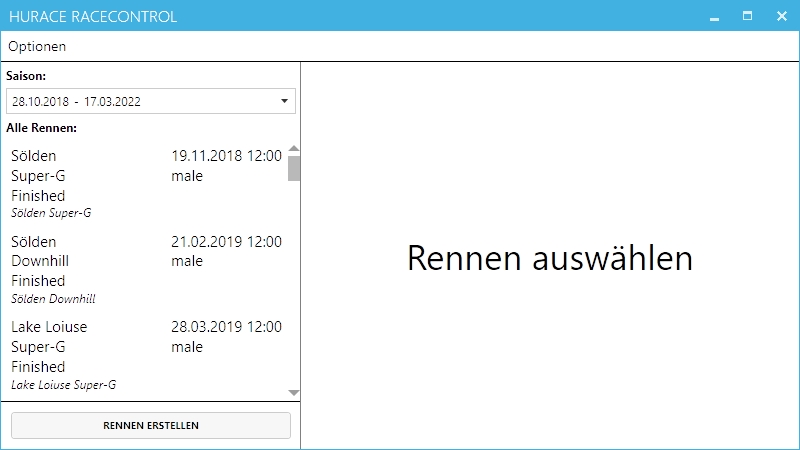 HURACE RACECONTROL
Optionen
Saison:
28.10.2018 - 17.03.2022
Alle Rennen:
Sölden 19.11.2018 12:00
Super-G male
Finished
Sölden Super-G
Sölden 21.02.2019 12:00
Downhill male
Finished
Sölden Downhill
Lake Loiuse 28.03.2019 12:00
Super-G male
Finished
Lake Loiuse Super-G
RENNEN ERSTELLEN
Rennen auswählen